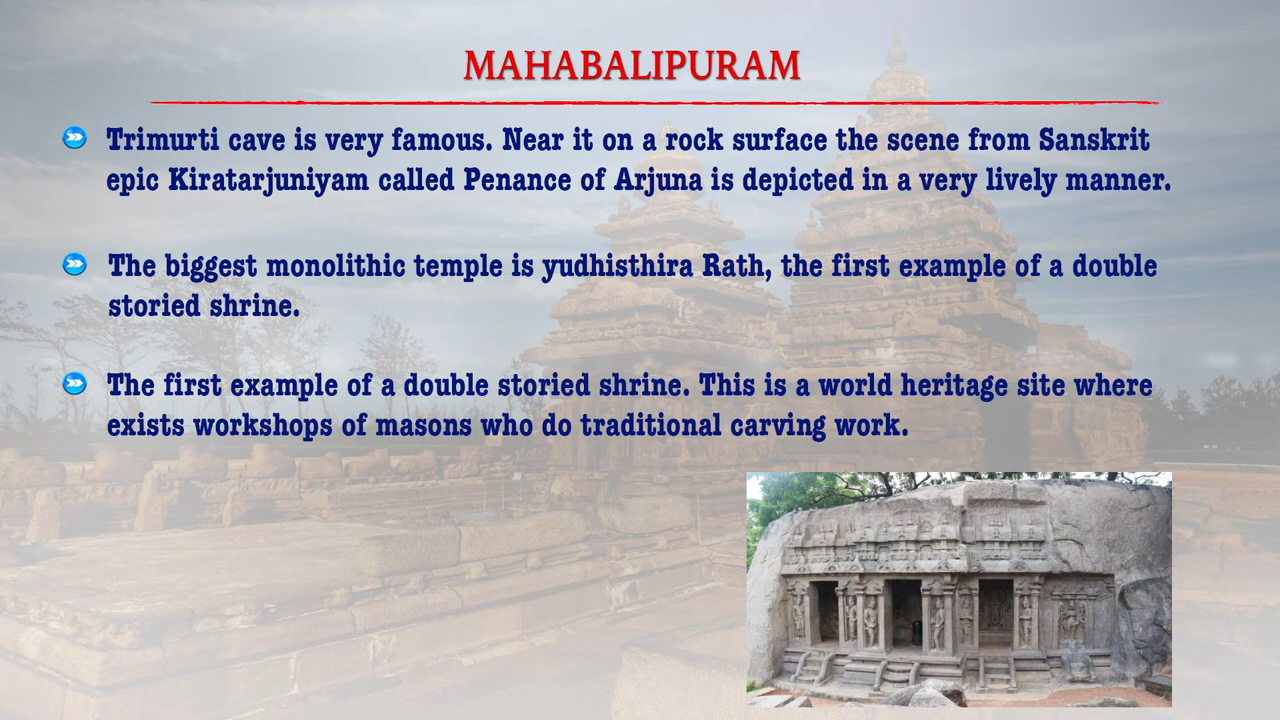 MAHABALIPURAM
Trimurti cave is very famous. Near it on a rock surface the scene from Sanskrit
epic Kiratarjuniyam called Penance of Arjuna is depicted in a very lively manner.
The biggest monolithic temple is yudhisthira Rath, the first example of a double
storied shrine.
The first example of a double storied shrine. This is a world heritage site where
exists workshops of masons who do traditional carving work.